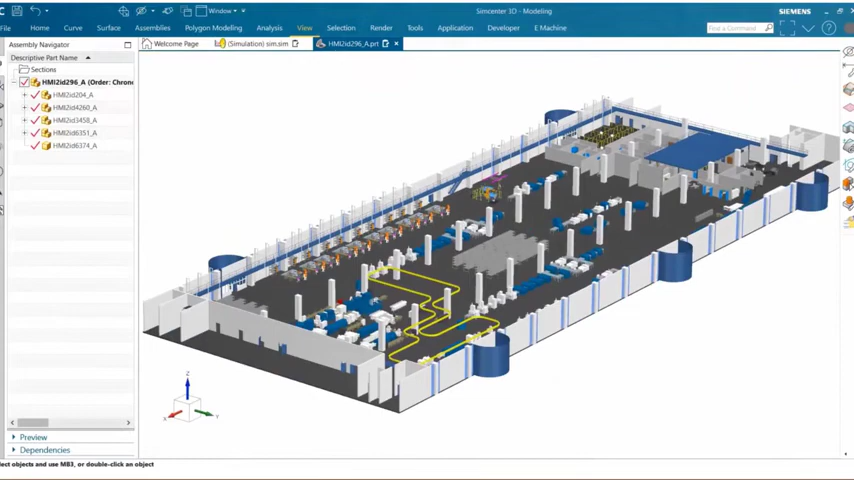 Window
Simcenter 3D - Modeling
SIEMENS
File
Home
Curve
Surface
Assemblies
Polygon Modeling
Analysis
View
Selection
Render
Tools
Application
Developer
E Machine
Find a Command
Assembly Navigator
Welcome Page
(Simulation) sim.sim
HMI2id296_A.prt
Descriptive Part Name
Sections
HMI2id296_A (Order: Chrono
HMI2id204_A
HMI2id4260_A
HMI2id3458_A
HMI2id6351_A
HMI2id6374_A
Z
X
Y
Preview
Dependencies
lect objects and use MB3, or double-click an object